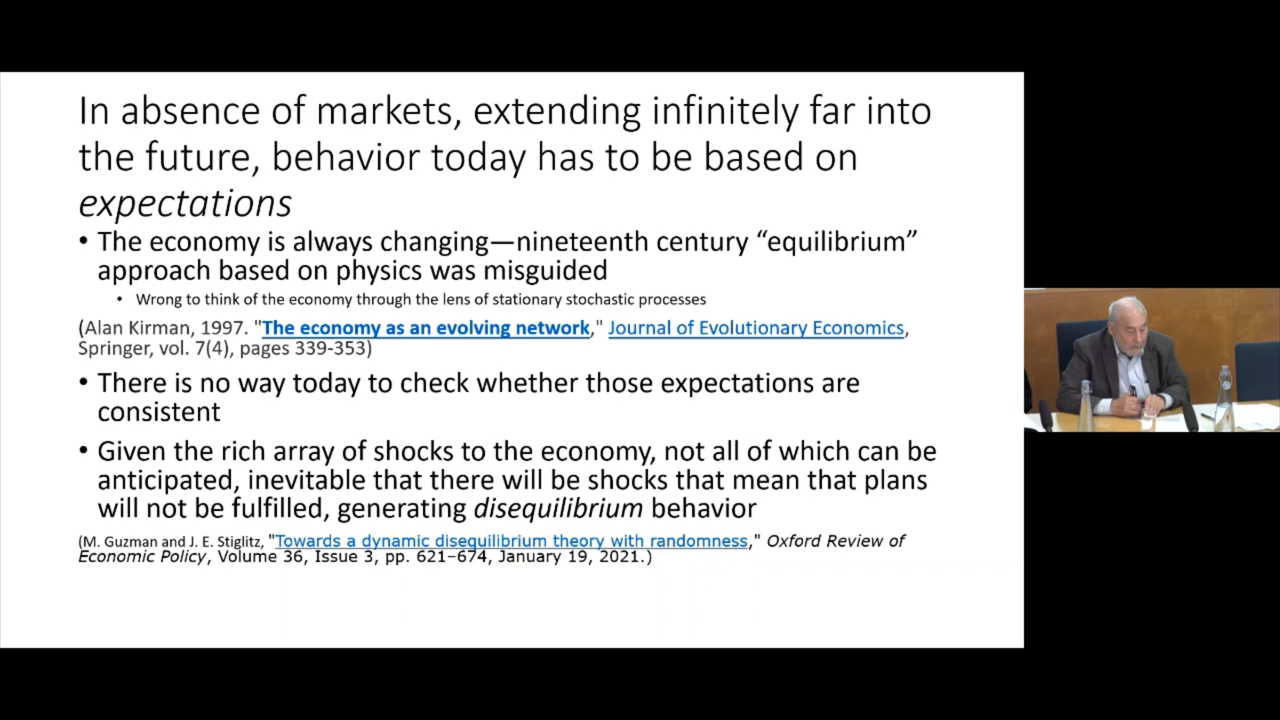 In absence of markets, extending infinitely far into
the future, behavior today has to be based on
expectations
• The economy is always changing—nineteenth century “equilibrium”
approach based on physics was misguided
• Wrong to think of the economy through the lens of stationary stochastic processes
(Alan Kirman, 1997. "The economy as an evolving network," Journal of Evolutionary Economics,
Springer, vol. 7(4), pages 339-353)
• There is no way today to check whether those expectations are
consistent
• Given the rich array of shocks to the economy, not all of which can be
anticipated, inevitable that there will be shocks that mean that plans
will not be fulfilled, generating disequilibrium behavior
(M. Guzman and J. E. Stiglitz, "Towards a dynamic disequilibrium theory with randomness," Oxford Review of
Economic Policy, Volume 36, Issue 3, pp. 621–674, January 19, 2021.)